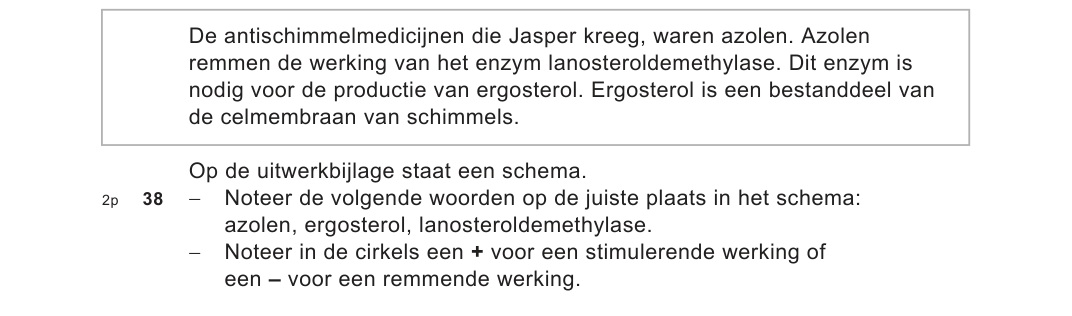 De antischimmelmedicijnen die Jasper kreeg, waren azolen. Azolen
remmen de werking van het enzym lanosteroldemethylase. Dit enzym is
nodig voor de productie van ergosterol. Ergosterol is een bestanddeel van
de celmembraan van schimmels.
Op de uitwerkbijlage staat een schema.
2p 38 – Noteer de volgende woorden op de juiste plaats in het schema:
azolen, ergosterol, lanosteroldemethylase.
– Noteer in de cirkels een + voor een stimulerende werking of
een – voor een remmende werking.